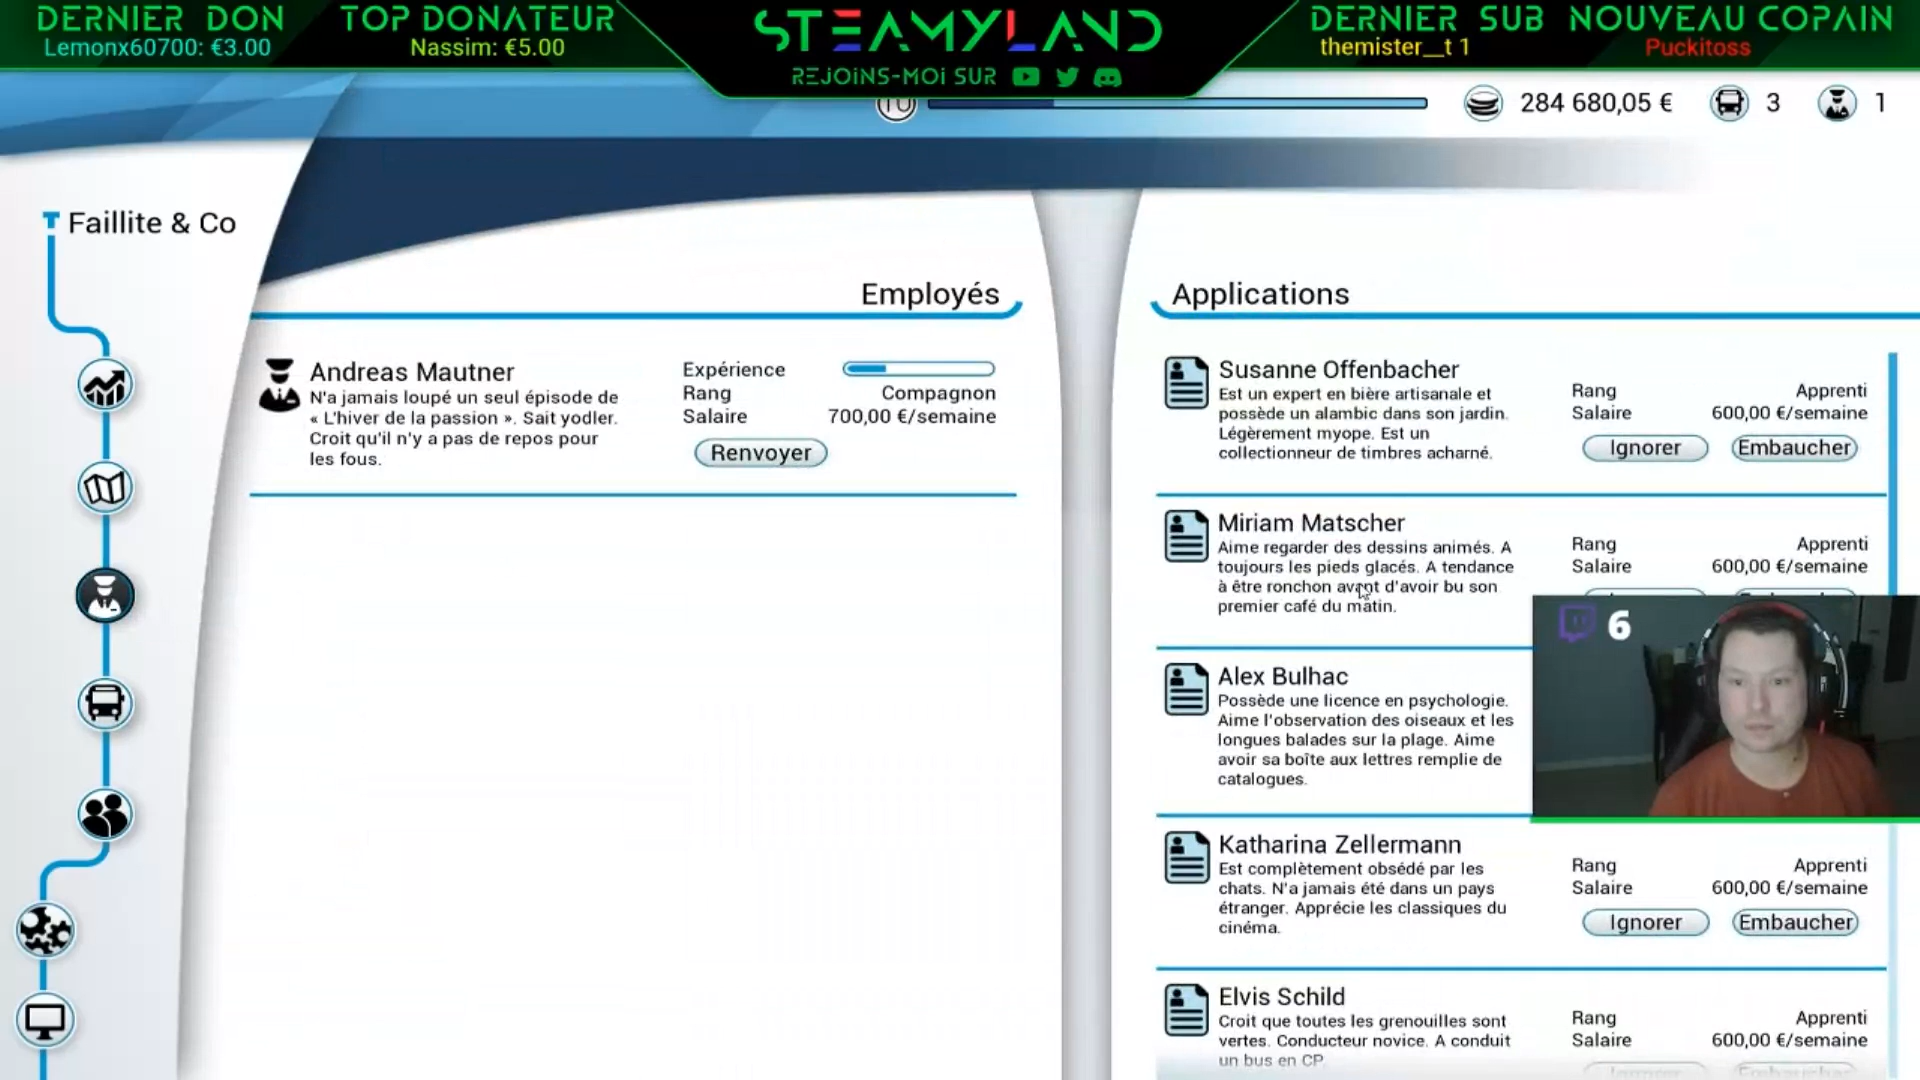 DERNIER DON
Lemonx60700: €3.00
TOP DONATEUR
Nassim: €5.00
STEAMYLAND
REJOINS-MOI SUR
DERNIER SUB
themister__t 1
NOUVEAU COPAIN
Puckitoss
284 680,05 €
3
1
Faillite & Co
Employés
Andreas Mautner
N'a jamais loupé un seul épisode de
« L'hiver de la passion ». Sait yodler.
Croit qu'il n'y a pas de repos pour
les fous.
Expérience
Rang Compagnon
Salaire 700,00 €/semaine
Renvoyer
Applications
Susanne Offenbacher
Est un expert en bière artisanale et
possède un alambic dans son jardin.
Légèrement myope. Est un
collectionneur de timbres acharné.
Rang Apprenti
Salaire 600,00 €/semaine
Ignorer Embaucher
Miriam Matscher
Aime regarder des dessins animés. A
toujours les pieds glacés. A tendance
à être ronchon avant d'avoir bu son
premier café du matin.
Rang Apprenti
Salaire 600,00 €/semaine
6
Alex Bulhac
Possède une licence en psychologie.
Aime l'observation des oiseaux et les
longues balades sur la plage. Aime
avoir sa boîte aux lettres remplie de
catalogues.
Katharina Zellermann
Est complètement obsédé par les
chats. N'a jamais été dans un pays
étranger. Apprécie les classiques du
cinéma.
Rang Apprenti
Salaire 600,00 €/semaine
Ignorer Embaucher
Elvis Schild
Croit que toutes les grenouilles sont
vertes. Conducteur novice. A conduit
un bus en CP.
Rang Apprenti
Salaire 600,00 €/semaine